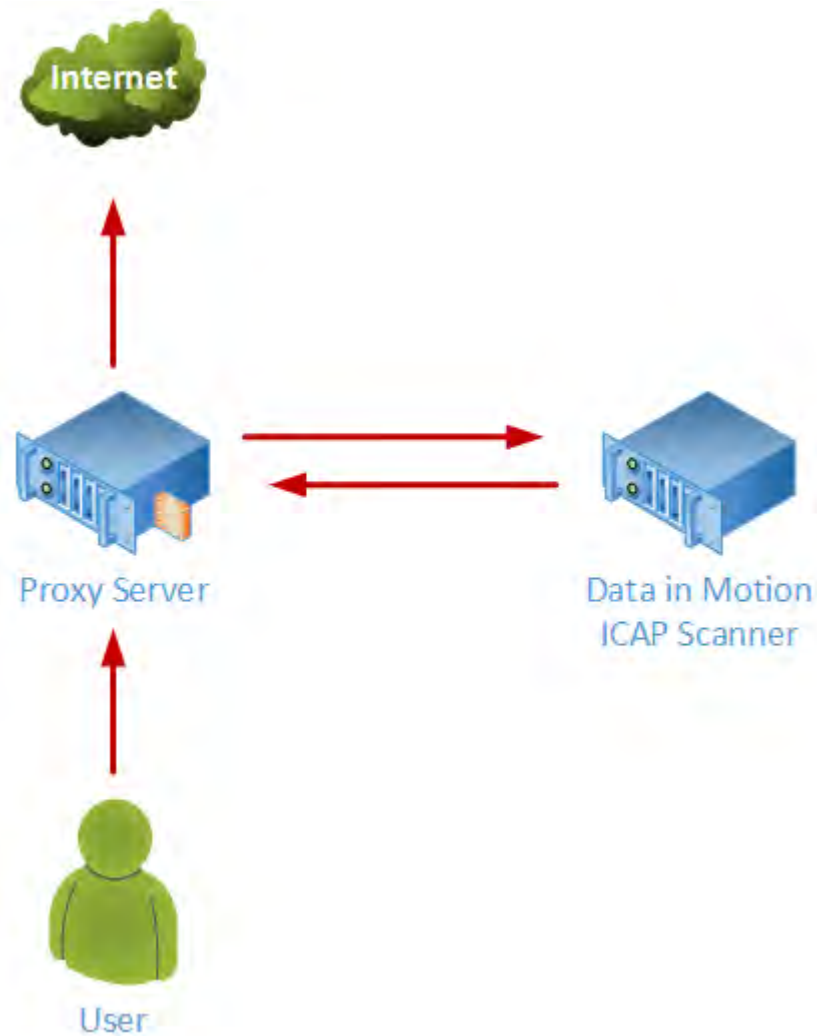 Internet
Proxy Server
Data in Motion
ICAP Scanner
User